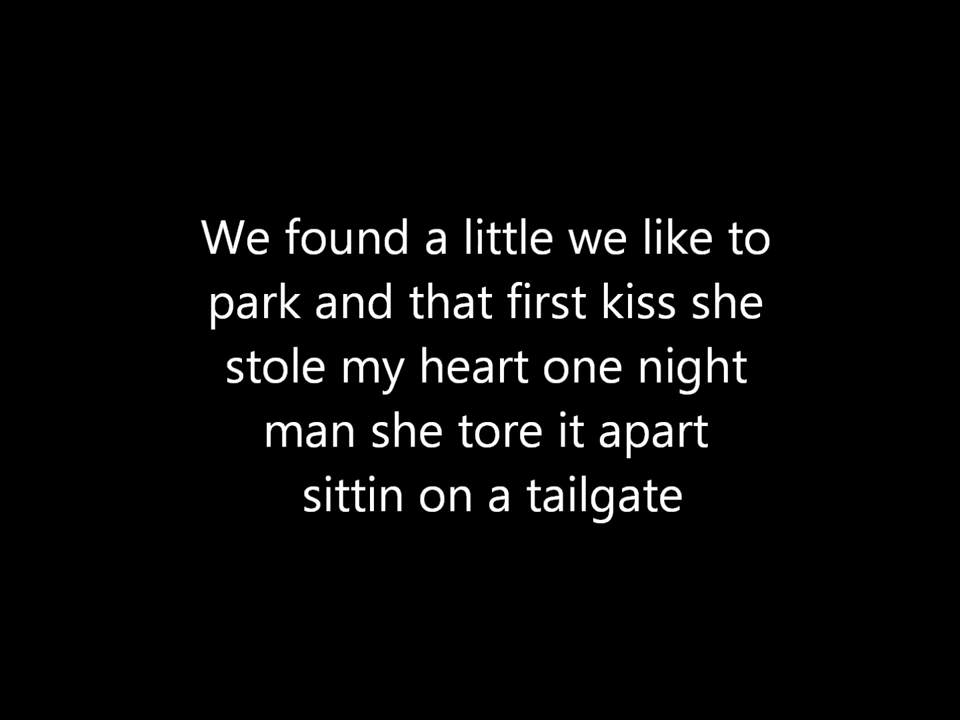 We found a little we like to
park and that first kiss she
stole my heart one night
man she tore it apart
sittin on a tailgate